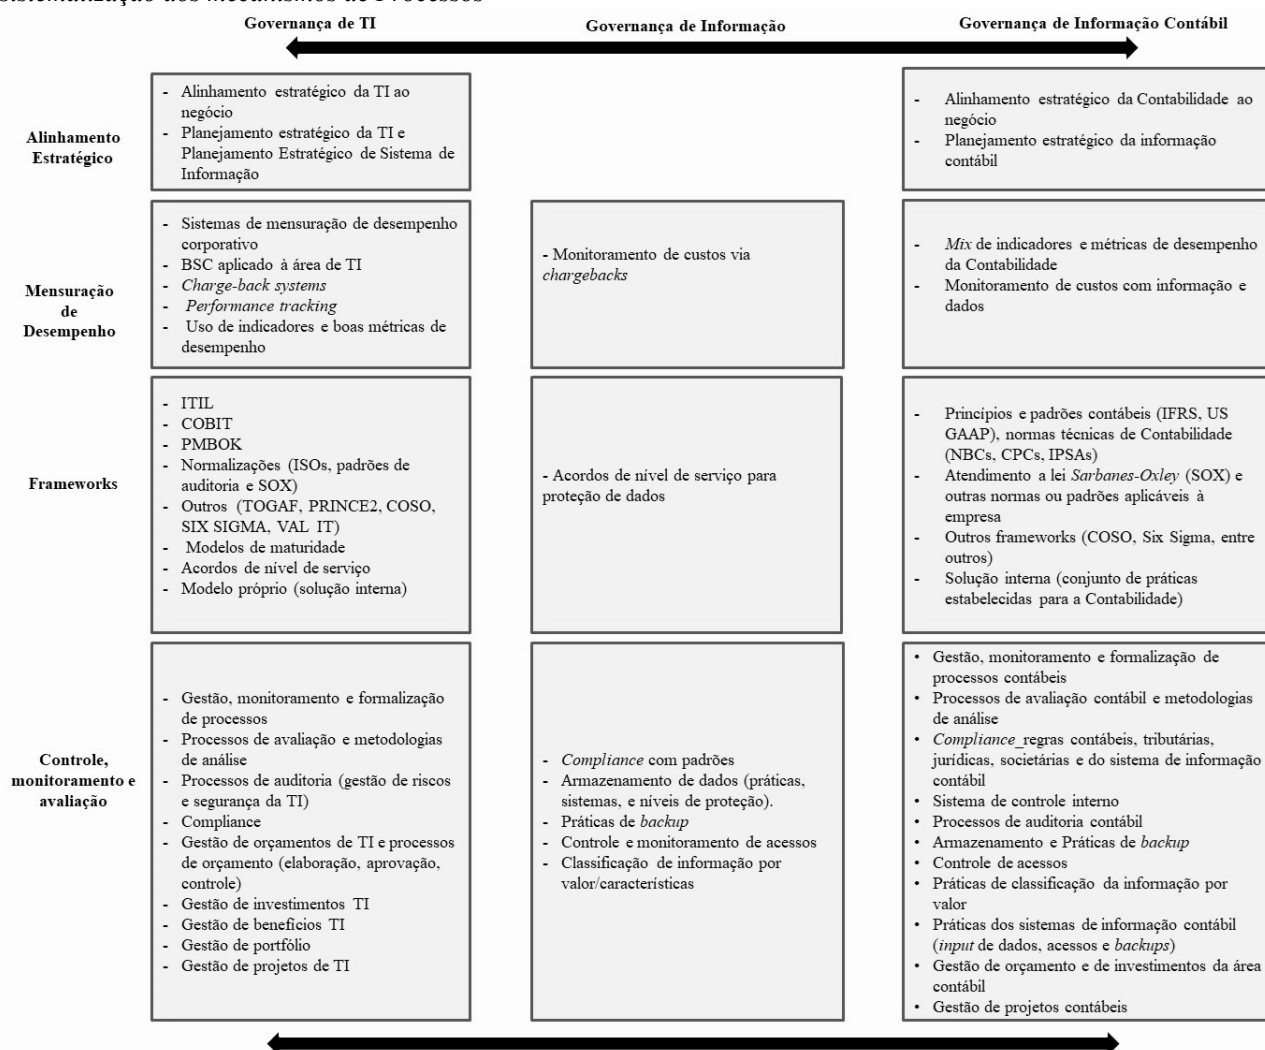 Sistematização dos mecanismos de Processos
Governança de TI
Governança de Informação
Governança de Informação Contábil
Alinhamento
Estratégico
- Alinhamento estratégico da TI ao
negócio
- Planejamento estratégico da TI e
Planejamento Estratégico de Sistema de
Informação
- Alinhamento estratégico da Contabilidade ao
negócio
- Planejamento estratégico da informação
contábil
Mensuração
de
Desempenho
- Sistemas de mensuração de desempenho
corporativo
- BSC aplicado à área de TI
- Charge-back systems
- Performance tracking
- Uso de indicadores e boas métricas de
desempenho
- Monitoramento de custos via
chargebacks
- Mix de indicadores e métricas de desempenho
da Contabilidade
- Monitoramento de custos com informação e
dados
Frameworks
- ITIL
- COBIT
- PMBOK
- Normalizações (ISOs, padrões de
auditoria e SOX)
- Outros (TOGAF, PRINCE2, COSO,
SIX SIGMA, VAL IT)
- Modelos de maturidade
- Acordos de nível de serviço
- Modelo próprio (solução interna)
- Acordos de nível de serviço para
proteção de dados
- Princípios e padrões contábeis (IFRS, US
GAAP), normas técnicas de Contabilidade
(NBCs, CPCs, IPSAs)
- Atendimento a lei Sarbanes-Oxley (SOX) e
outras normas ou padrões aplicáveis à
empresa
- Outros frameworks (COSO, Six Sigma, entre
outros)
- Solução interna (conjunto de práticas
estabelecidas para a Contabilidade)
Controle,
monitoramento e
avaliação
- Gestão, monitoramento e formalização
de processos
- Processos de avaliação e metodologias
de análise
- Processos de auditoria (gestão de riscos
e segurança da TI)
- Compliance
- Gestão de orçamentos de TI e processos
de orçamento (elaboração, aprovação,
controle)
- Gestão de investimentos TI
- Gestão de benefícios TI
- Gestão de portfólio
- Gestão de projetos de TI
- Compliance com padrões
- Armazenamento de dados (práticas,
sistemas, e níveis de proteção).
- Práticas de backup
- Controle e monitoramento de acessos
- Classificação de informação por
valor/características
• Gestão, monitoramento e formalização de
processos contábeis
• Processos de avaliação contábil e metodologias
de análise
• Compliance_regras contábeis, tributárias,
jurídicas, societárias e do sistema de informação
contábil
• Sistema de controle interno
• Processos de auditoria contábil
• Armazenamento e Práticas de backup
• Controle de acessos
• Práticas de classificação da informação por
valor
• Práticas dos sistemas de informação contábil
(input de dados, acessos e backups)
• Gestão de orçamento e de investimentos da área
contábil
• Gestão de projetos contábeis